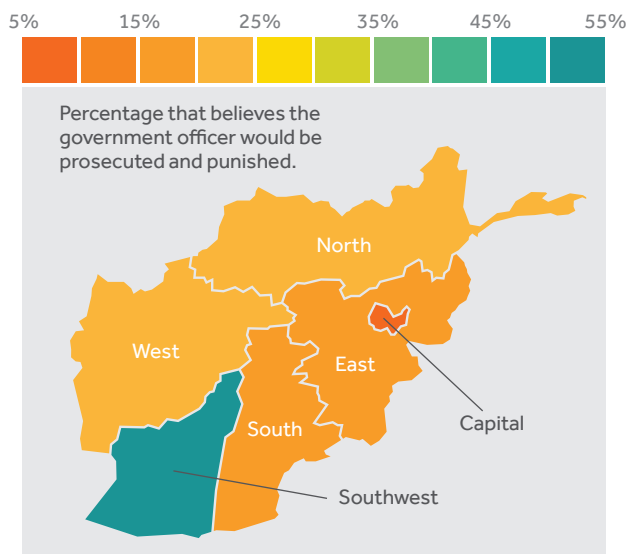 5% 15% 25% 35% 45% 55%
Percentage that believes the
government officer would be
prosecuted and punished.
North
West
East
South
Capital
Southwest